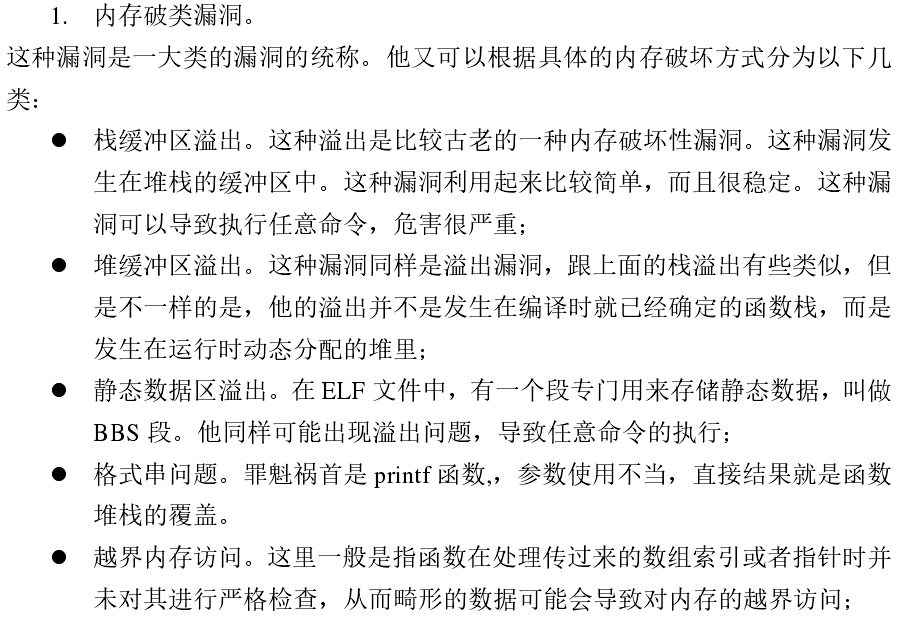 1. 内存破类漏洞。
这种漏洞是一大类的漏洞的统称。他又可以根据具体的内存破坏方式分为以下几
类：
● 栈缓冲区溢出。这种溢出是比较古老的一种内存破坏性漏洞。这种漏洞发
生在堆栈的缓冲区中。这种漏洞利用起来比较简单，而且很稳定。这种漏
洞可以导致执行任意命令，危害很严重；
● 堆缓冲区溢出。这种漏洞同样是溢出漏洞，跟上面的栈溢出有些类似，但
是不一样的是，他的溢出并不是发生在编译时就已经确定的函数栈，而是
发生在运行时动态分配的堆里；
● 静态数据区溢出。在 ELF 文件中，有一个段专门用来存储静态数据，叫做
BBS 段。他同样可能出现溢出问题，导致任意命令的执行；
● 格式串问题。罪魁祸首是 printf 函数,，参数使用不当，直接结果就是函数
堆栈的覆盖。
● 越界内存访问。这里一般是指函数在处理传过来的数组索引或者指针时并
未对其进行严格检查，从而畸形的数据可能会导致对内存的越界访问；